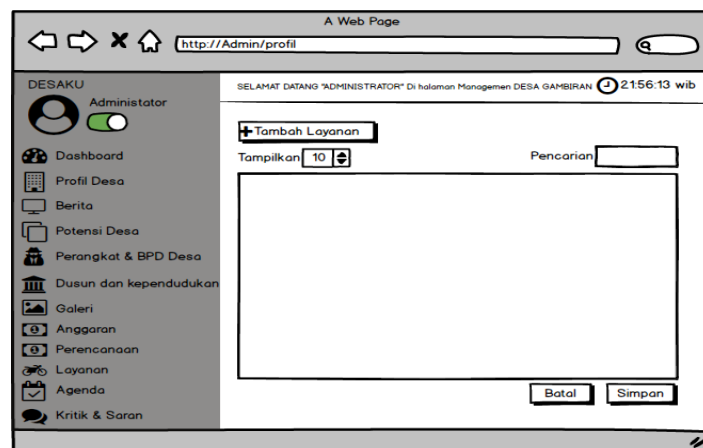 A Web Page
http://Admin/profil
DESAKU
Administator
SELAMAT DATANG "ADMINISTRATOR" Di halaman Managemen DESA GAMBIRAN 21:56:13 wib
Tambah Layanan
Tampilkan 10
Pencarian
Dashboard
Profil Desa
Berita
Potensi Desa
Perangkat & BPD Desa
Dusun dan kependudukan
Galeri
Anggaran
Perencanaan
Layanan
Agenda
Kritik & Saran
Batal
Simpan